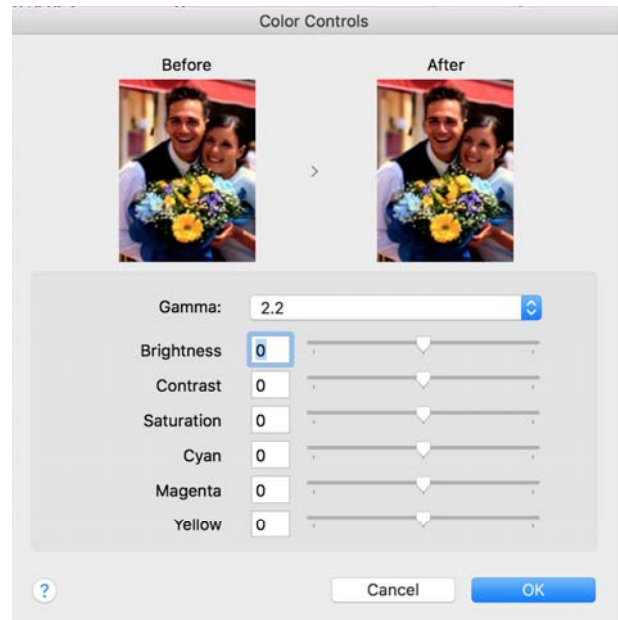 Color Controls
Before After
>
Gamma: 2.2
Brightness 0
Contrast 0
Saturation 0
Cyan 0
Magenta 0
Yellow 0
? Cancel OK